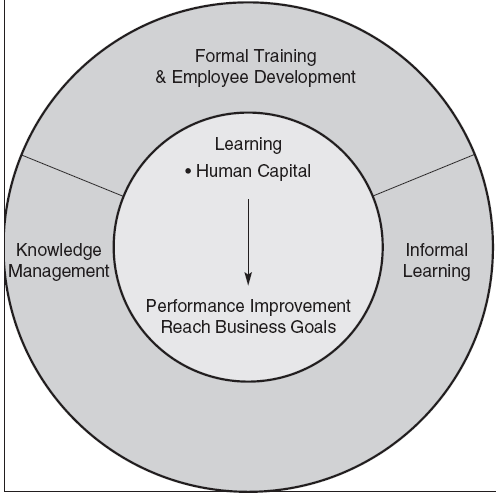 Formal Training
& Employee Development
Learning
• Human Capital
Knowledge
Management
Informal
Learning
Performance Improvement
Reach Business Goals